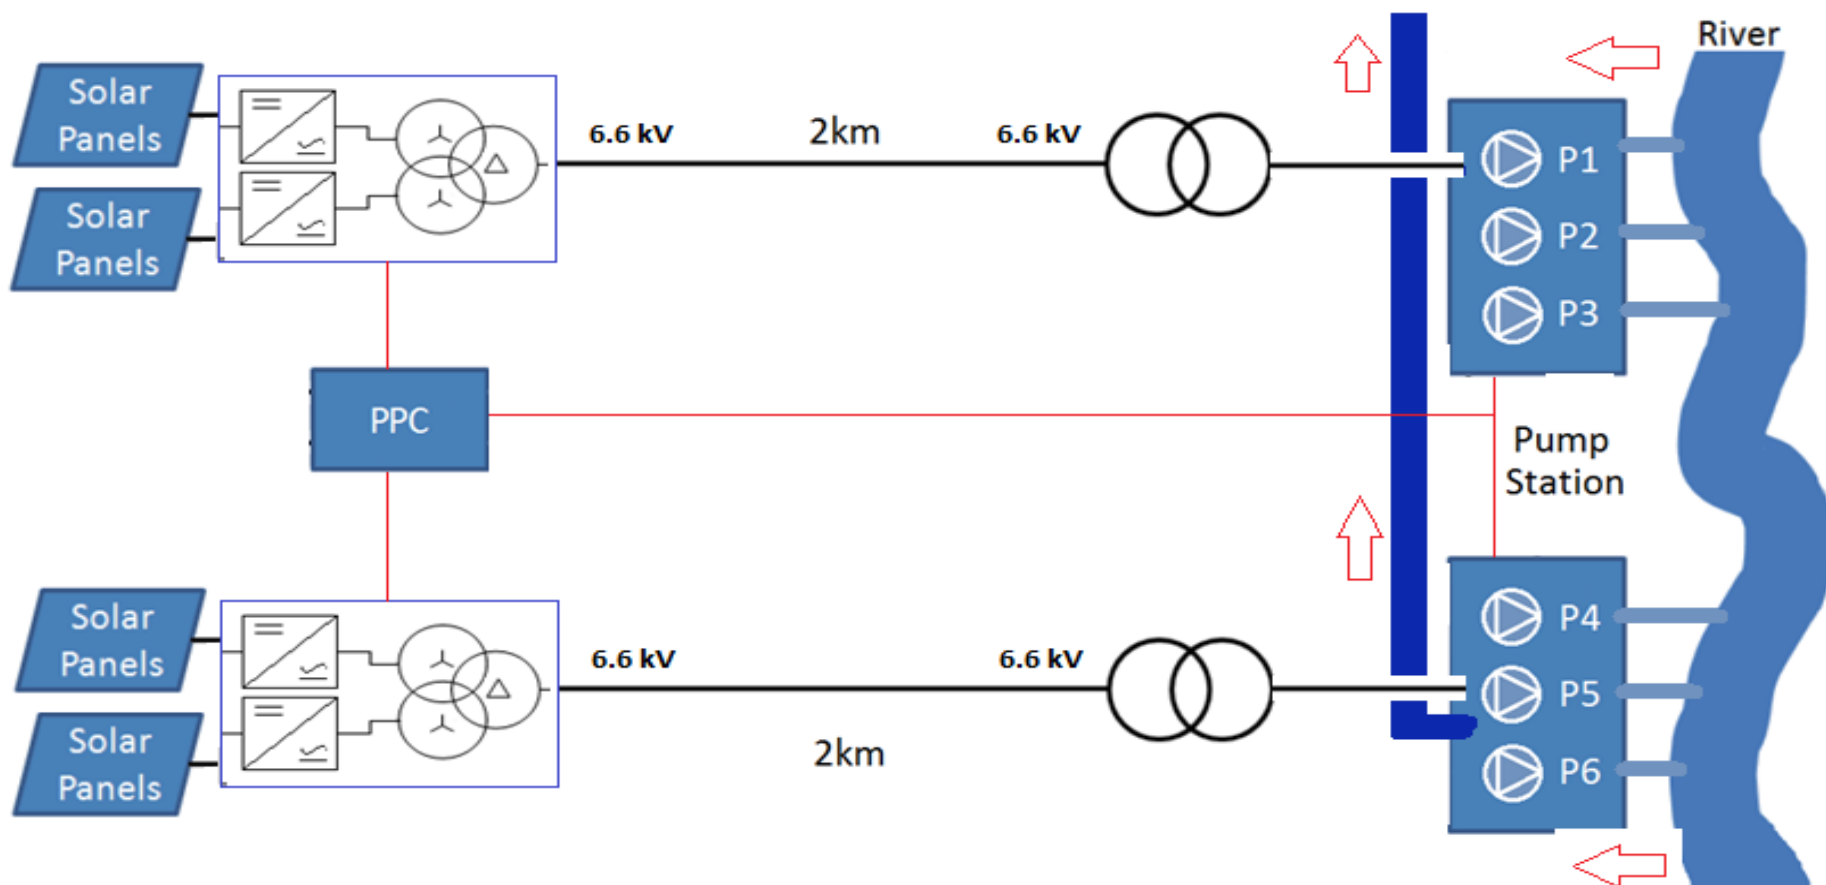 River
Solar
Panels
6.6 kV
2km
6.6 kV
P1
Solar
Panels
P2
P3
PPC
Pump
Station
Solar
Panels
6.6 kV
6.6 kV
P4
P5
Solar
Panels
2km
P6